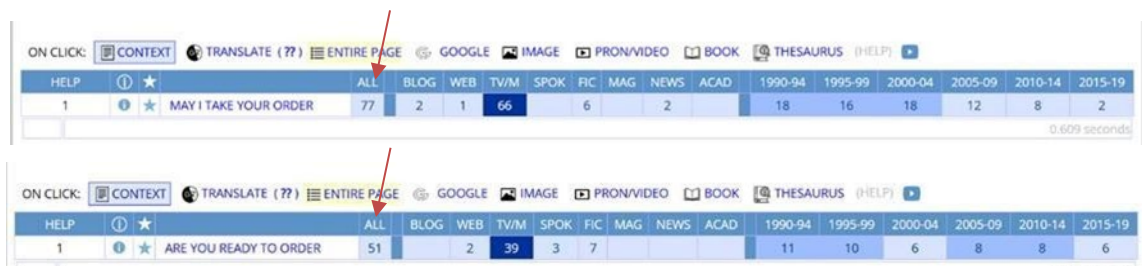 ON CLICK: CONTEXT TRANSLATE (??) ENTIRE PAGE GOOGLE IMAGE PRON/VIDEO BOOK THESAURUS (HELP)
HELP ALL BLOG WEB TV/M SPOK FIC MAG NEWS ACAD 1990-94 1995-99 2000-04 2005-09 2010-14 2015-19
1 MAY I TAKE YOUR ORDER 77 2 1 66 6 2 18 16 18 12 8 2
0.609 seconds
ON CLICK: CONTEXT TRANSLATE (??) ENTIRE PAGE GOOGLE IMAGE PRON/VIDEO BOOK THESAURUS (HELP)
HELP ALL BLOG WEB TV/M SPOK FIC MAG NEWS ACAD 1990-94 1995-99 2000-04 2005-09 2010-14 2015-19
1 ARE YOU READY TO ORDER 51 2 39 3 7 11 10 6 8 8 6